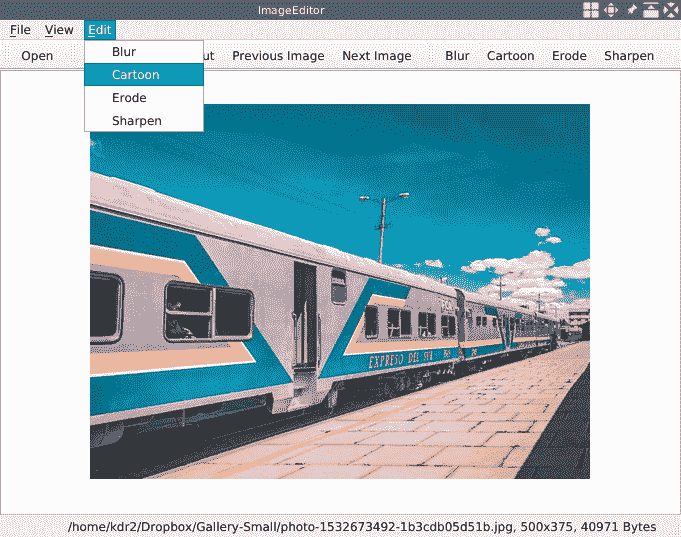 ImageEditor
File View Edit
Open ut Previous Image Next Image Blur Cartoon Erode Sharpen
Blur
Cartoon
Erode
Sharpen
EXPRESO DEL SUR
/home/kdr2/Dropbox/Gallery-Small/photo-1532673492-1b3cdb05d51b.jpg, 500x375, 40971 Bytes